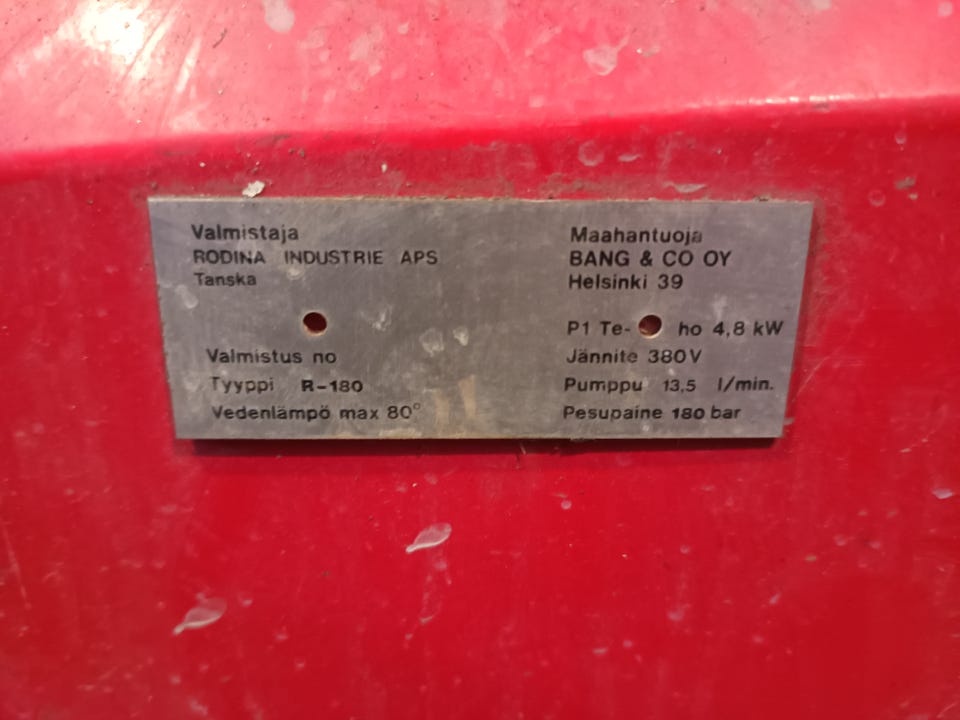 Valmistaja
RODINA INDUSTRIE APS
Tanska
Valmistus no
Tyyppi R-180
Vedenlämpö max 80°
Maahantuoja
BANG & CO OY
Helsinki 39
P1 Te- ho 4,8 kW
Jännite 380V
Pumppu 13,5 l/min.
Pesupaine 180 bar